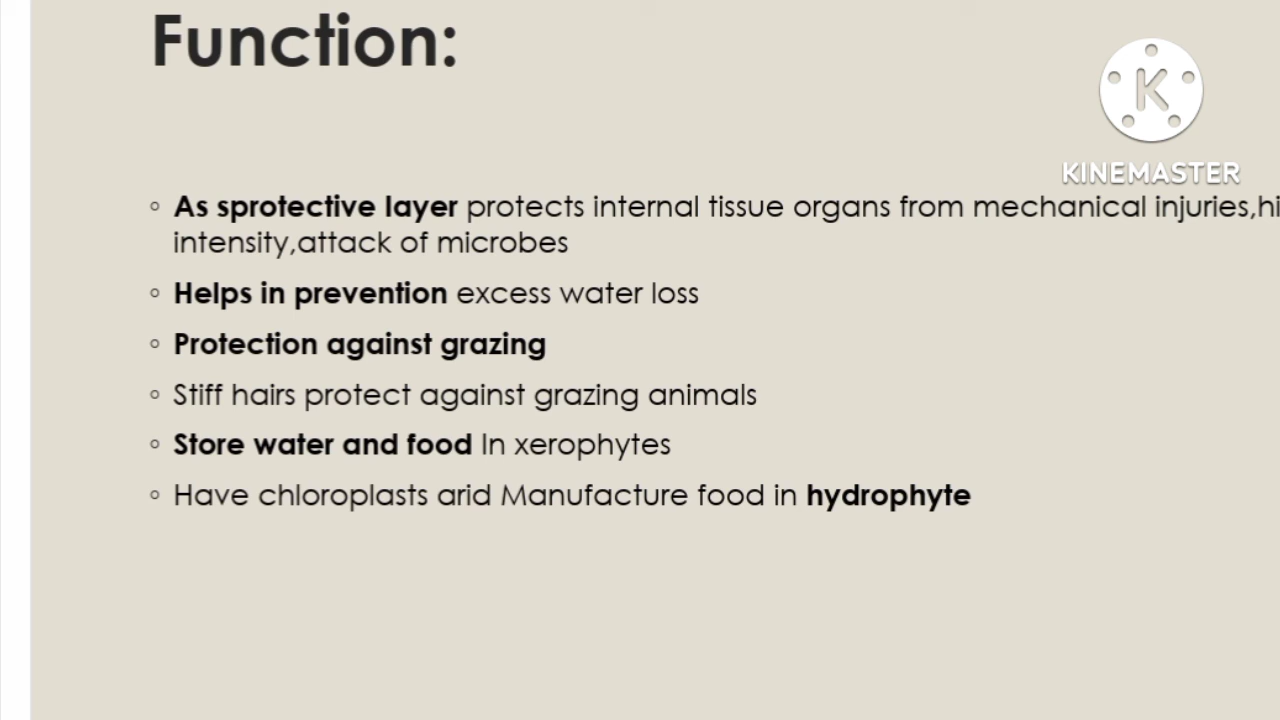 Function:
K
KINEMASTER
◦ As sprotective layer protects internal tissue organs from mechanical injuries,hi
intensity,attack of microbes
◦ Helps in prevention excess water loss
◦ Protection against grazing
◦ Stiff hairs protect against grazing animals
◦ Store water and food In xerophytes
◦ Have chloroplasts arid Manufacture food in hydrophyte